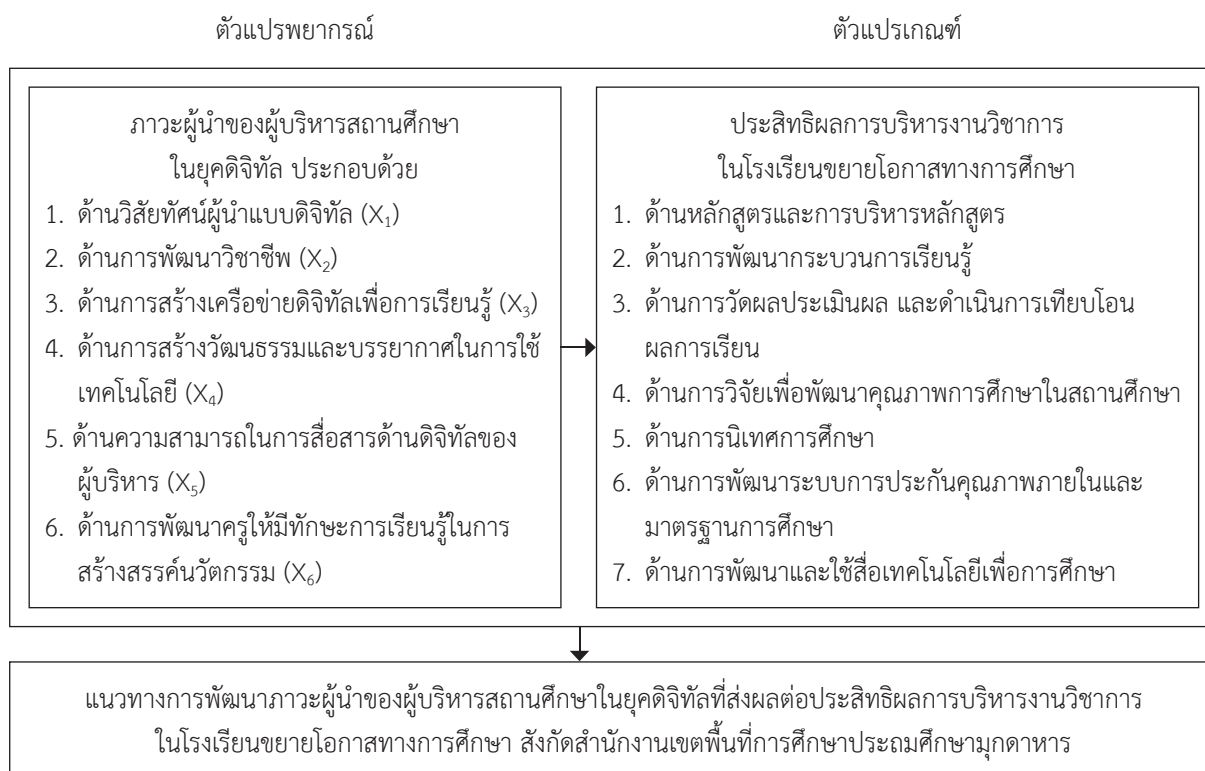 ตัวแปรพยากรณ์
ตัวแปรเกณฑ์
ภาวะผู้นำของผู้บริหารสถานศึกษา
ในยุคดิจิทัล ประกอบด้วย
1. ด้านวิสัยทัศน์ผู้นำแบบดิจิทัล (X₁)
2. ด้านการพัฒนาวิชาชีพ (X₂)
3. ด้านการสร้างเครือข่ายดิจิทัลเพื่อการเรียนรู้ (X₃)
4. ด้านการสร้างวัฒนธรรมและบรรยากาศในการใช้
เทคโนโลยี (X₄)
5. ด้านความสามารถในการสื่อสารด้านดิจิทัลของ
ผู้บริหาร (X₅)
6. ด้านการพัฒนาครูให้มีทักษะการเรียนรู้ในการ
สร้างสรรค์นวัตกรรม (X₆)
ประสิทธิผลการบริหารงานวิชาการ
ในโรงเรียนขยายโอกาสทางการศึกษา
1. ด้านหลักสูตรและการบริหารหลักสูตร
2. ด้านการพัฒนากระบวนการเรียนรู้
3. ด้านการวัดผลประเมินผล และดำเนินการเทียบโอน
ผลการเรียน
4. ด้านการวิจัยเพื่อพัฒนาคุณภาพการศึกษาในสถานศึกษา
5. ด้านการนิเทศการศึกษา
6. ด้านการพัฒนาระบบการประกันคุณภาพภายในและ
มาตรฐานการศึกษา
7. ด้านการพัฒนาและใช้สื่อเทคโนโลยีเพื่อการศึกษา
แนวทางการพัฒนาภาวะผู้นำของผู้บริหารสถานศึกษาในยุคดิจิทัลที่ส่งผลต่อประสิทธิผลการบริหารงานวิชาการ
ในโรงเรียนขยายโอกาสทางการศึกษา สังกัดสำนักงานเขตพื้นที่การศึกษาประถมศึกษามุกดาหาร